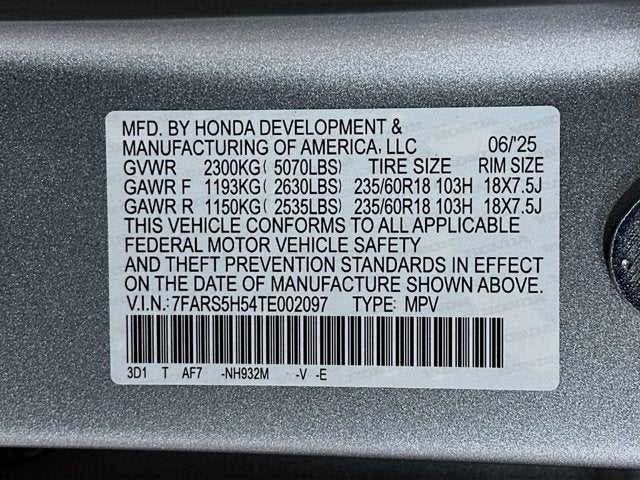 MFD. BY HONDA DEVELOPMENT &
MANUFACTURING OF AMERICA, LLC 06/'25
GVWR 2300KG( 5070LBS) TIRE SIZE RIM SIZE
GAWR F 1193KG( 2630LBS) 235/60R18 103H 18X7.5J
GAWR R 1150KG( 2535LBS) 235/60R18 103H 18X7.5J
THIS VEHICLE CONFORMS TO ALL APPLICABLE
FEDERAL MOTOR VEHICLE SAFETY
AND THEFT PREVENTION STANDARDS IN EFFECT
ON THE DATE OF MANUFACTURE SHOWN ABOVE.
V.I.N.:7FARS5H54TE002097 TYPE: MPV
3D1 T AF7 -NH932M -V -E